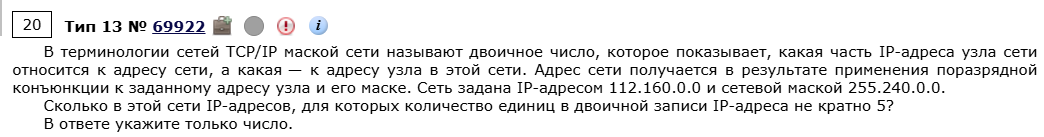 20 Тип 13 № 69922 i
В терминологии сетей TCP/IP маской сети называют двоичное число, которое показывает, какая часть IP-адреса узла сети
относится к адресу сети, а какая — к адресу узла в этой сети. Адрес сети получается в результате применения поразрядной
конъюнкции к заданному адресу узла и его маске. Сеть задана IP-адресом 112.160.0.0 и сетевой маской 255.240.0.0.
Сколько в этой сети IP-адресов, для которых количество единиц в двоичной записи IP-адреса не кратно 5?
В ответе укажите только число.